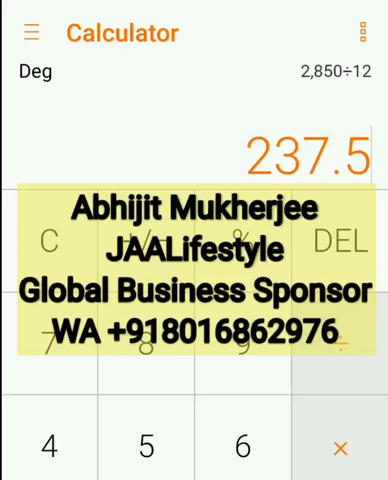 Calculator
Deg
2,850÷12
237.5
Abhijit Mukherjee
JAALifestyle
Global Business Sponsor
WA +918016862976
C +/- % DEL
7 8 9 ÷
4 5 6 ×